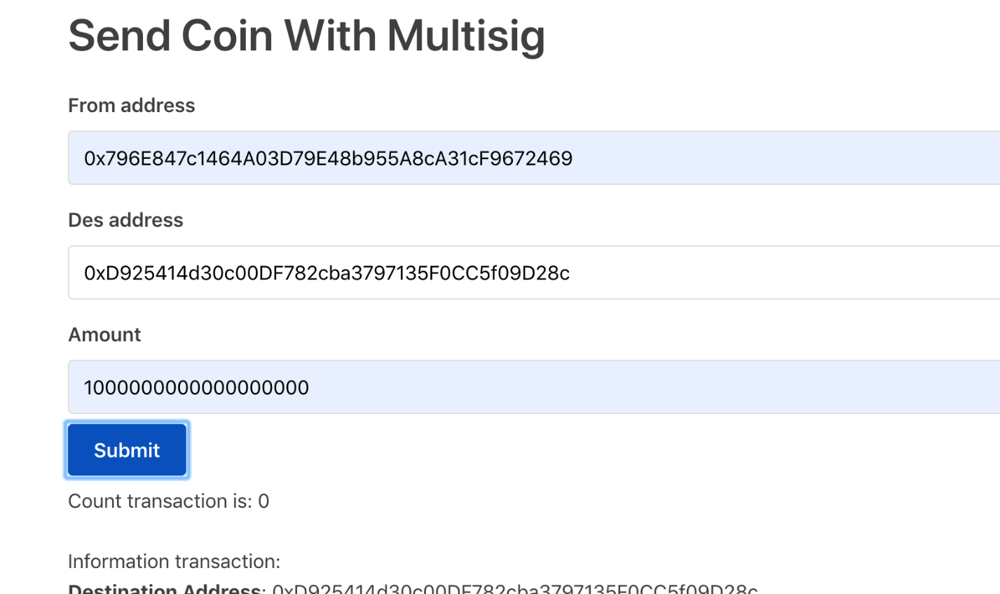 Send Coin With Multisig
From address
0x796E847c1464A03D79E48b955A8cA31cF9672469
Des address
0xD925414d30c00DF782cba3797135F0CC5f09D28c
Amount
1000000000000000000
Submit
Count transaction is: 0
Information transaction:
Destination Address: 0xD925414d30c00DF782cba3797135F0CC5f09D28c